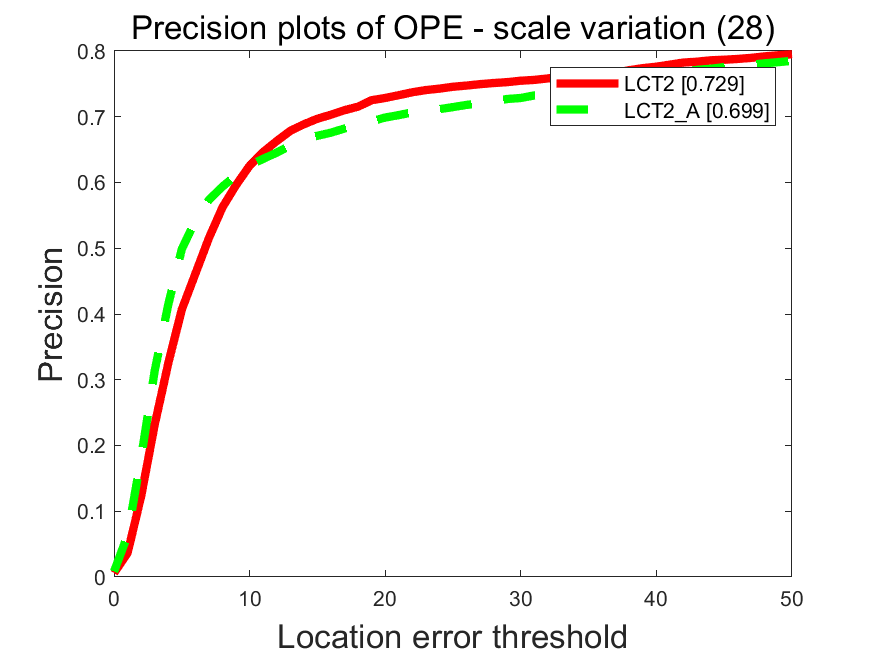 Precision plots of OPE - scale variation (28)
0.8
0.7
0.6
0.5
0.4
0.3
0.2
0.1
0
Precision
LCT2 [0.729]
LCT2_A [0.699]
0 10 20 30 40 50
Location error threshold